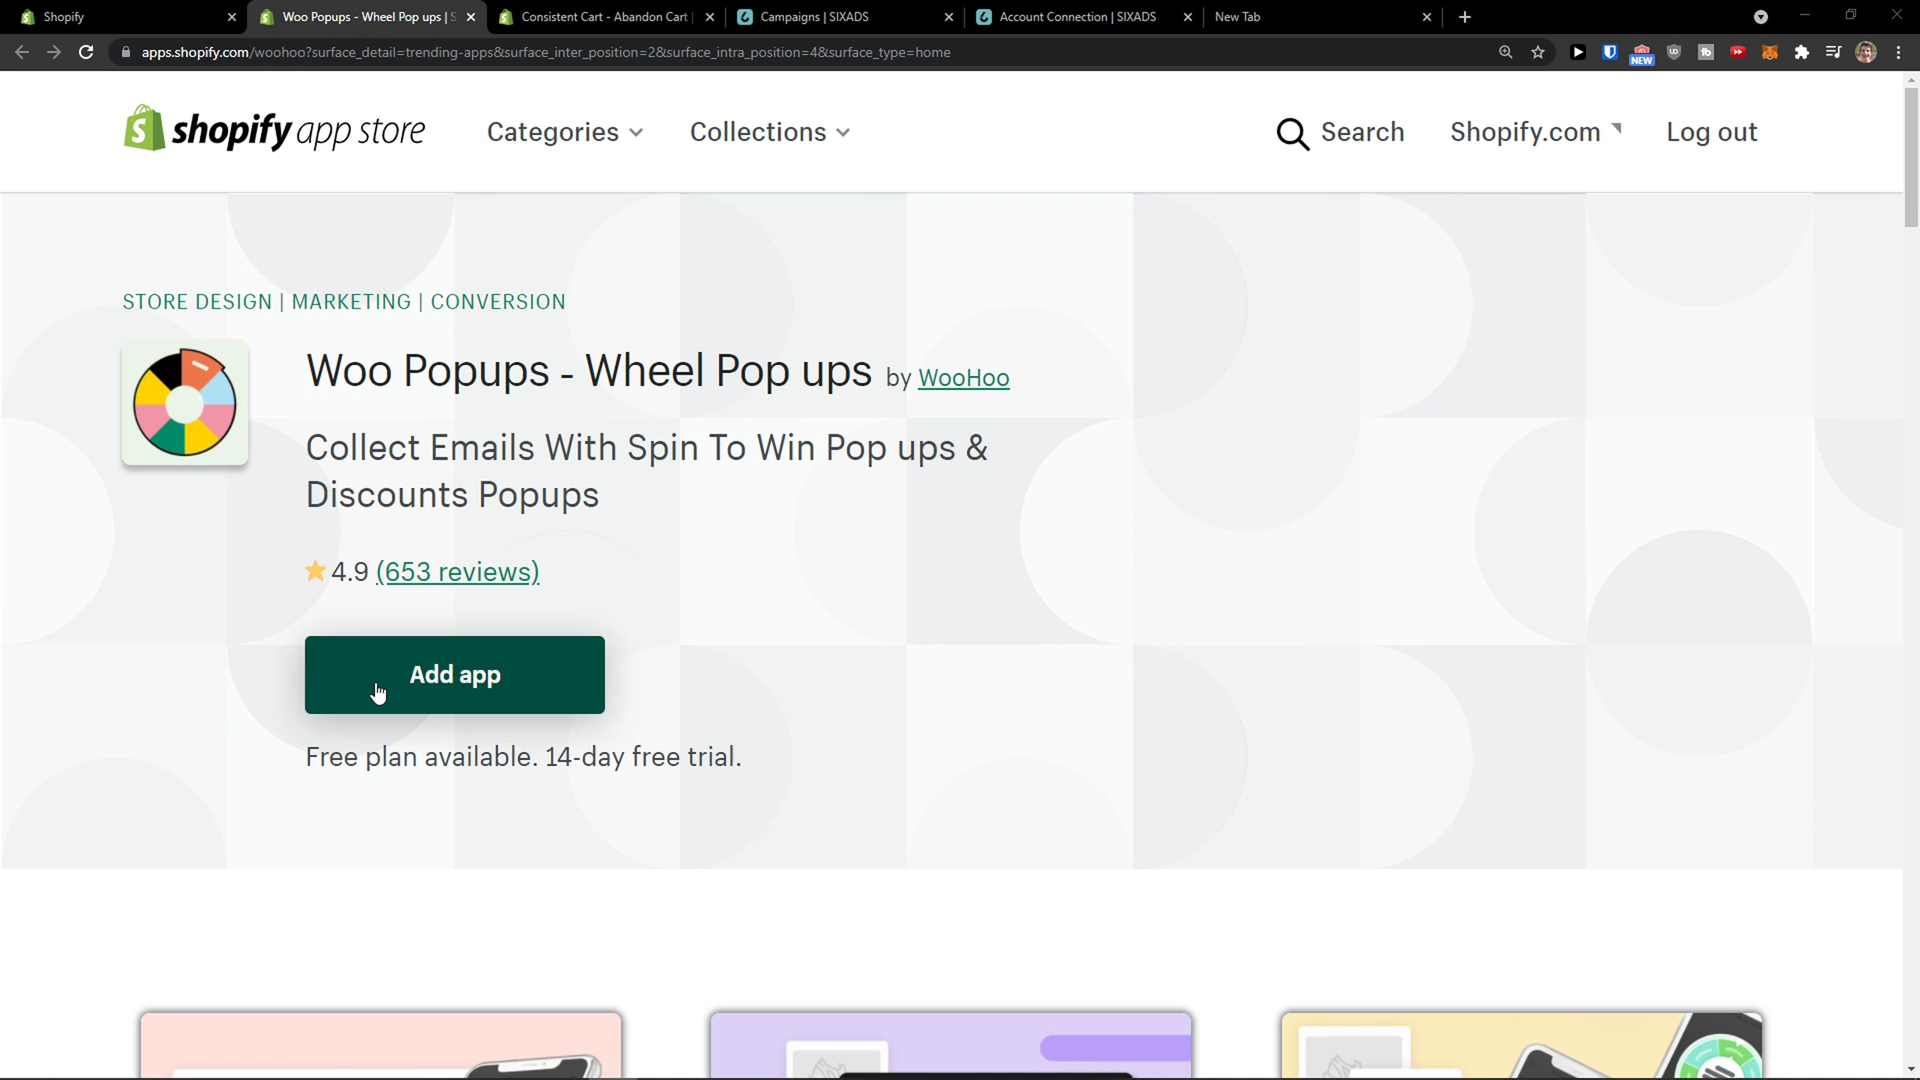 Shopify
Woo Popups - Wheel Pop ups | S
Consistent Cart - Abandon Cart
Campaigns | SIXADS
Account Connection | SIXADS
New Tab
apps.shopify.com/woohoo?surface_detail=trending-apps&surface_inter_position=2&surface_intra_position=4&surface_type=home
NEW
shopify app store
Categories
Collections
Search
Shopify.com
Log out
STORE DESIGN | MARKETING | CONVERSION
Woo Popups - Wheel Pop ups by WooHoo
Collect Emails With Spin To Win Pop ups &
Discounts Popups
4.9 (653 reviews)
Add app
Free plan available. 14-day free trial.